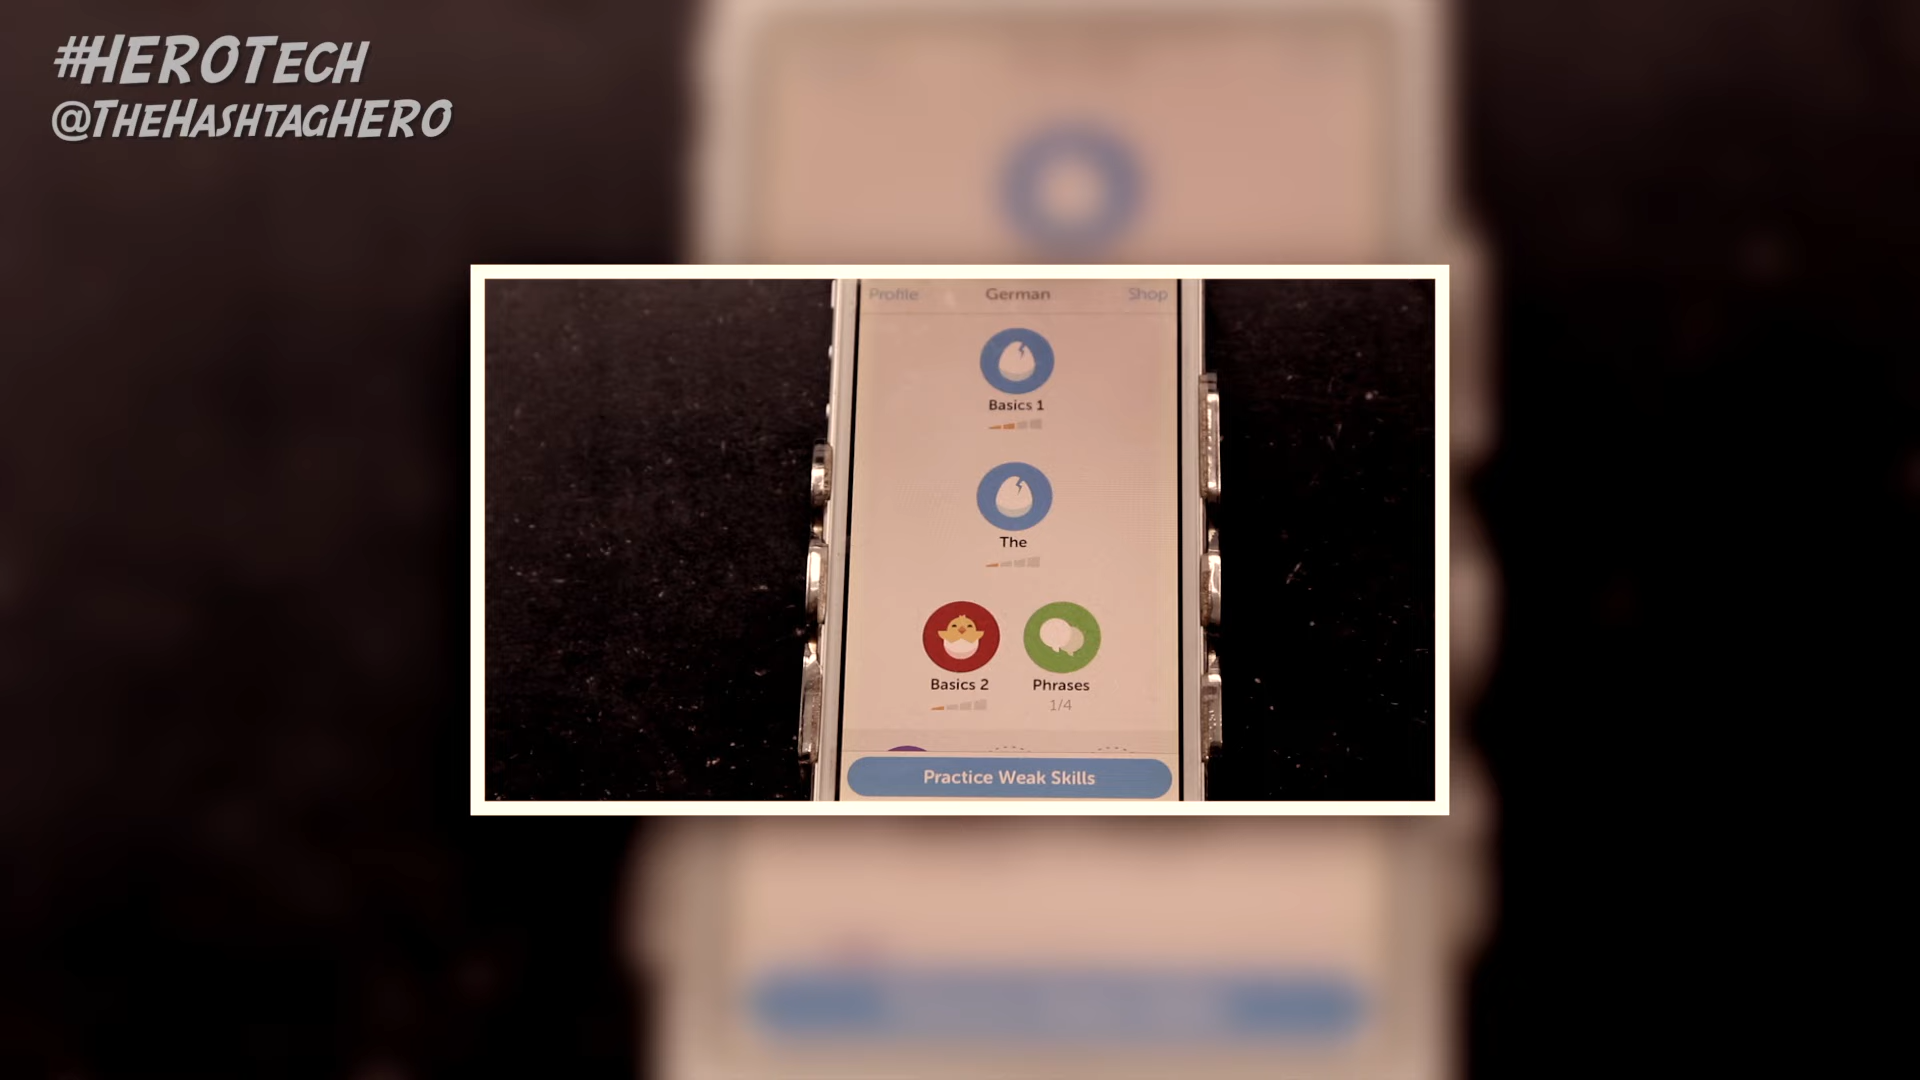 #HEROTECH
@THEHASHTAGHERO
Profile German Shop
Basics 1
The
Basics 2 Phrases
1/4
Practice Weak Skills